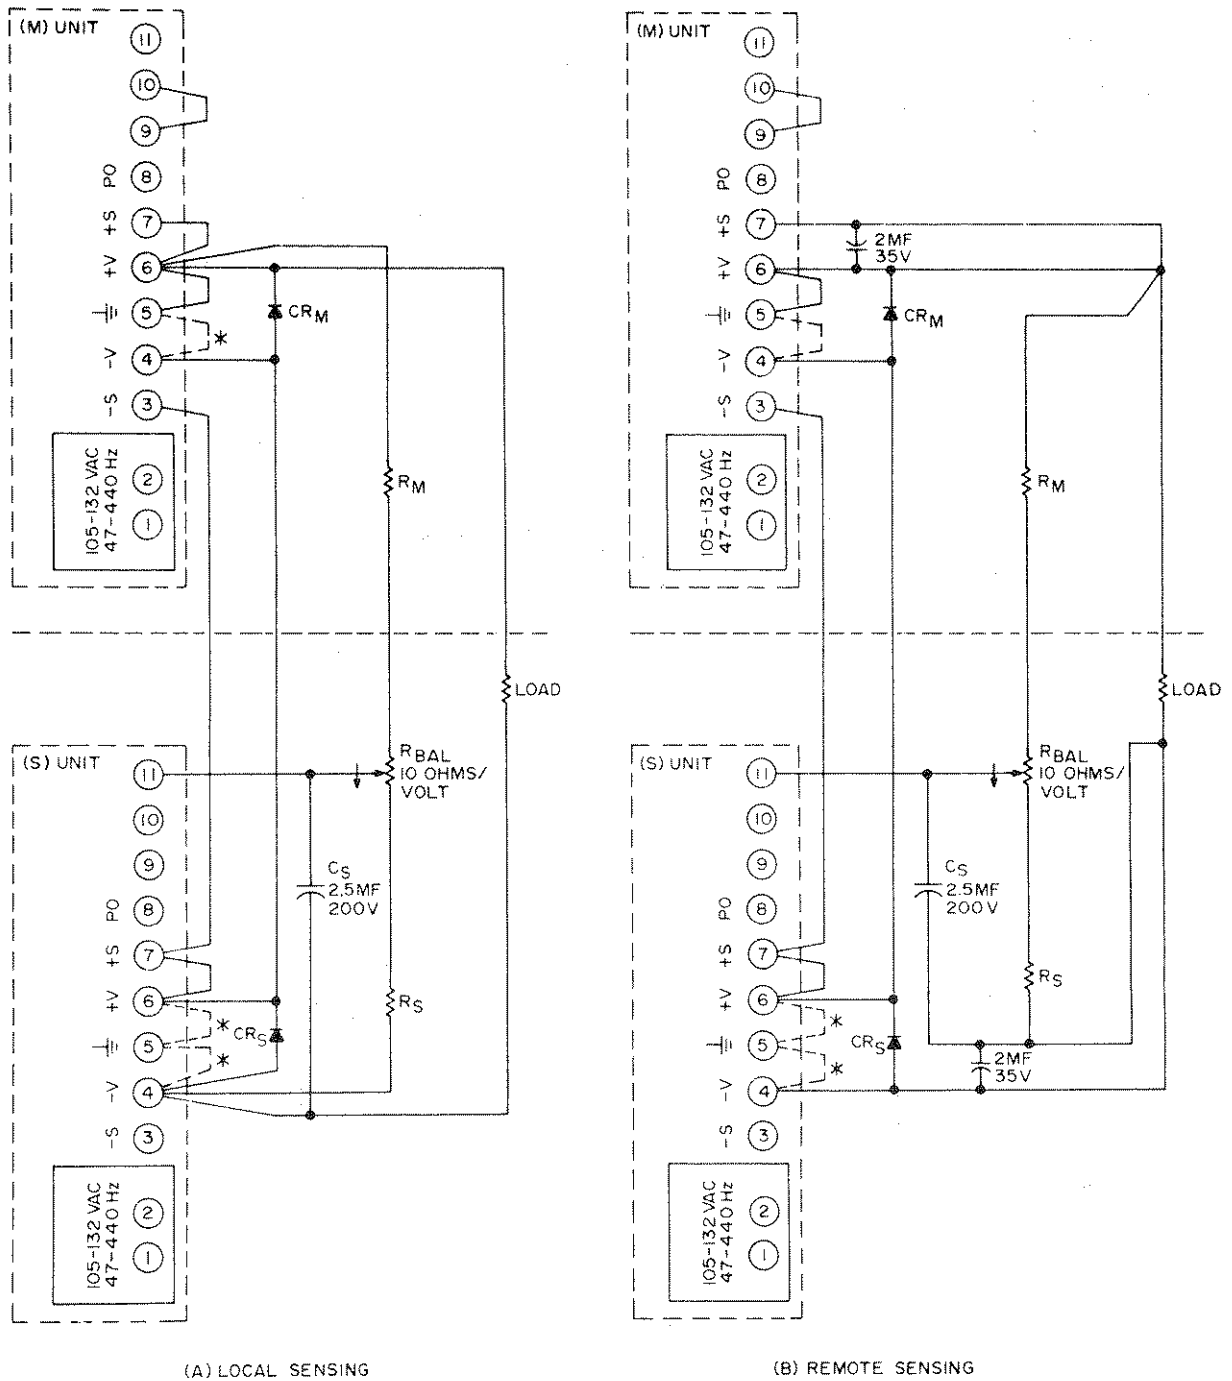 (M) UNIT
11
10
9
PO 8
+S 7
+V 6
CRM
5
*
-V 4
-S 3
105-132 VAC
47-440 Hz
2
1
RM
LOAD
(S) UNIT
11
RBAL
10 OHMS/
VOLT
10
9
CS
2.5MF
200V
PO 8
+S 7
+V 6
RS
*
CRS
5
*
-V 4
-S 3
105-132 VAC
47-440 Hz
2
1
(A) LOCAL SENSING
(M) UNIT
11
10
9
PO 8
+S 7
2MF
35V
+V 6
CRM
5
-V 4
-S 3
105-132 VAC
47-440 Hz
2
1
RM
LOAD
(S) UNIT
11
RBAL
10 OHMS/
VOLT
10
9
CS
2.5MF
200V
PO 8
+S 7
RS
+V 6
*
CRS
5
*
2MF
35V
-V 4
-S 3
105-132 VAC
47-440 Hz
2
1
(B) REMOTE SENSING